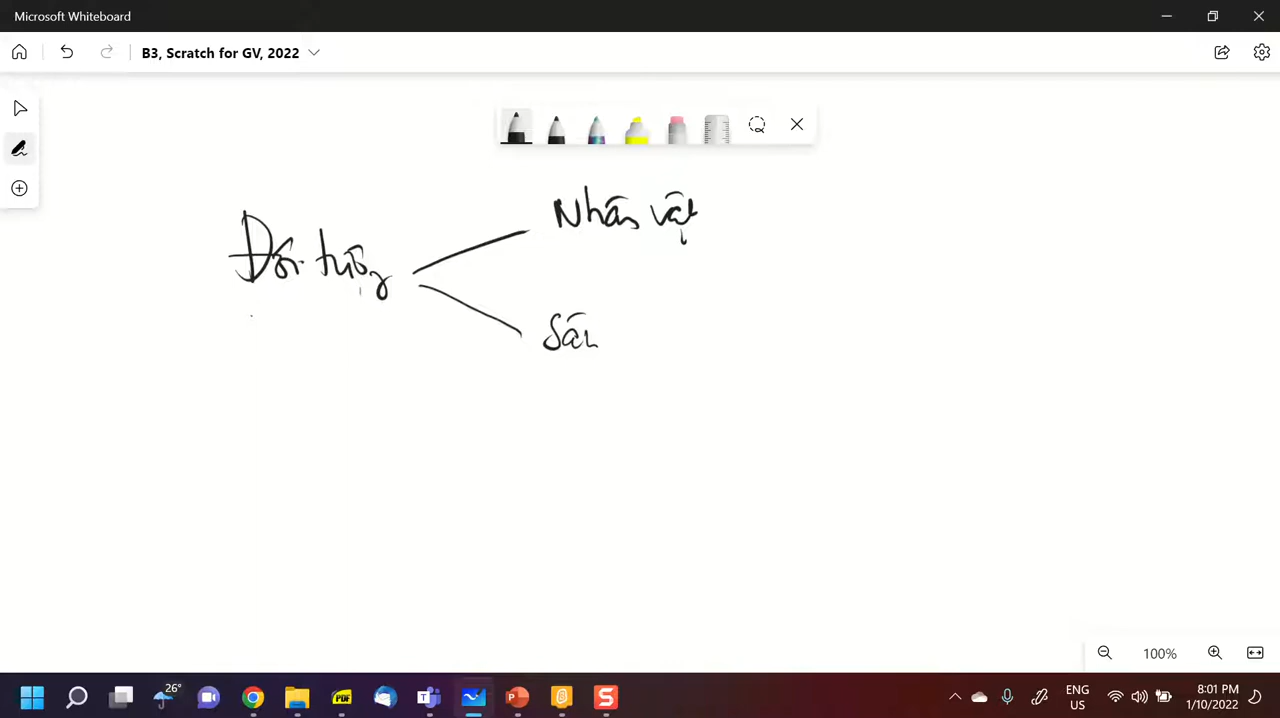 Microsoft Whiteboard
B3, Scratch for GV, 2022
Nhân vật
Đối tượng
Sân
100%
26°
PDF
ENG
US
8:01 PM
1/10/2022